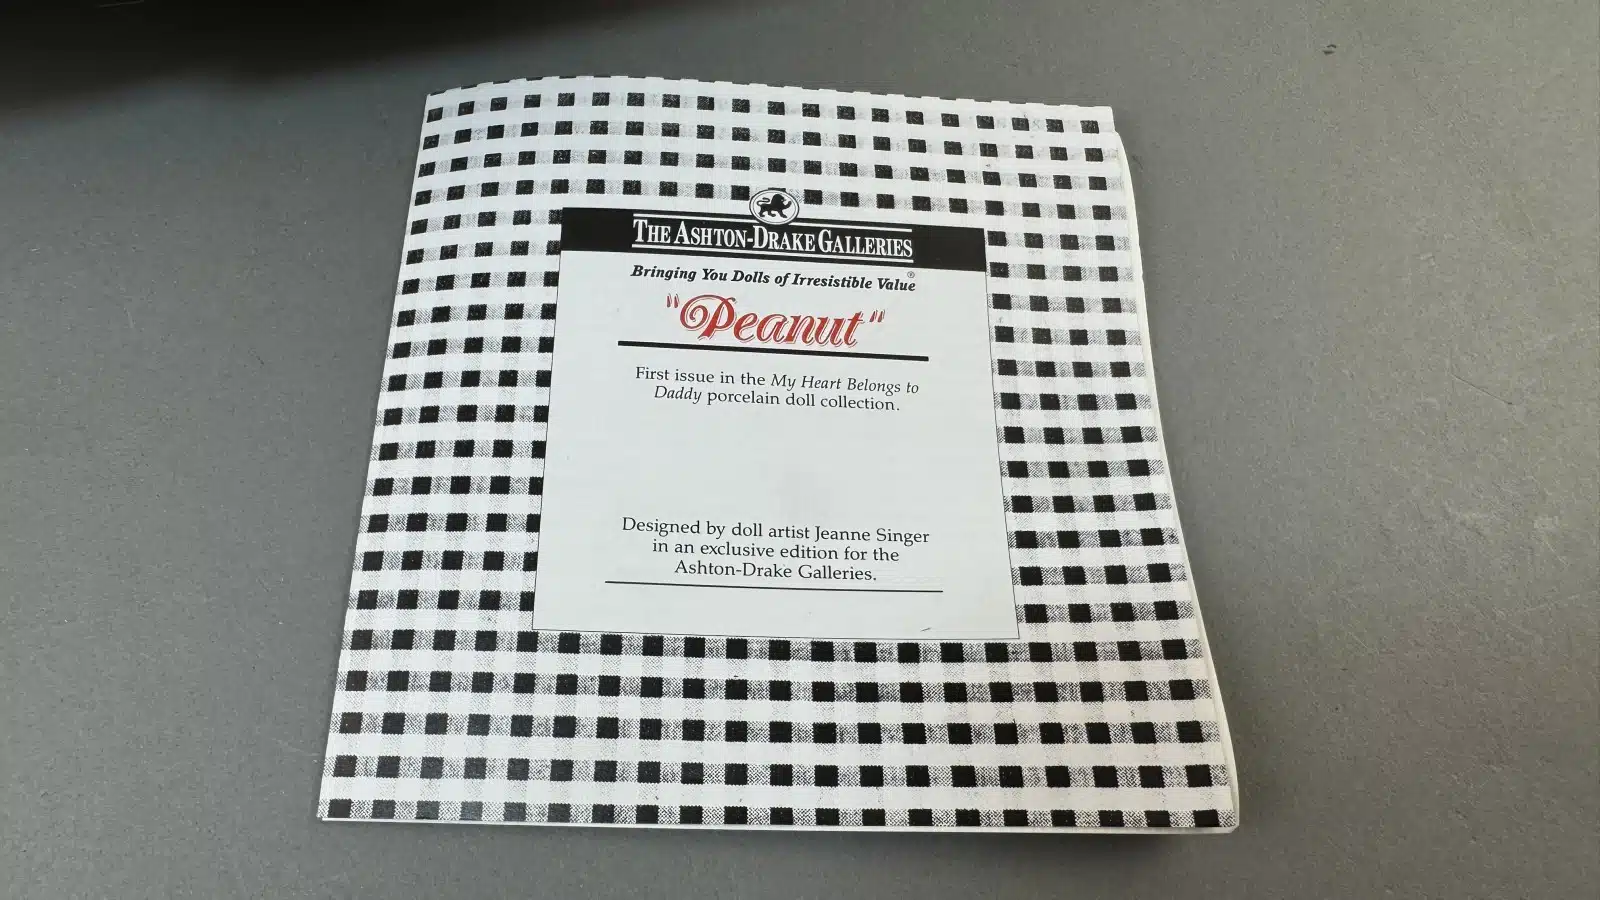 THE ASHTON-DRAKE GALLERIES
Bringing You Dolls of Irresistible Value®
"Peanut"
First issue in the My Heart Belongs to
Daddy porcelain doll collection.
Designed by doll artist Jeanne Singer
in an exclusive edition for the
Ashton-Drake Galleries.